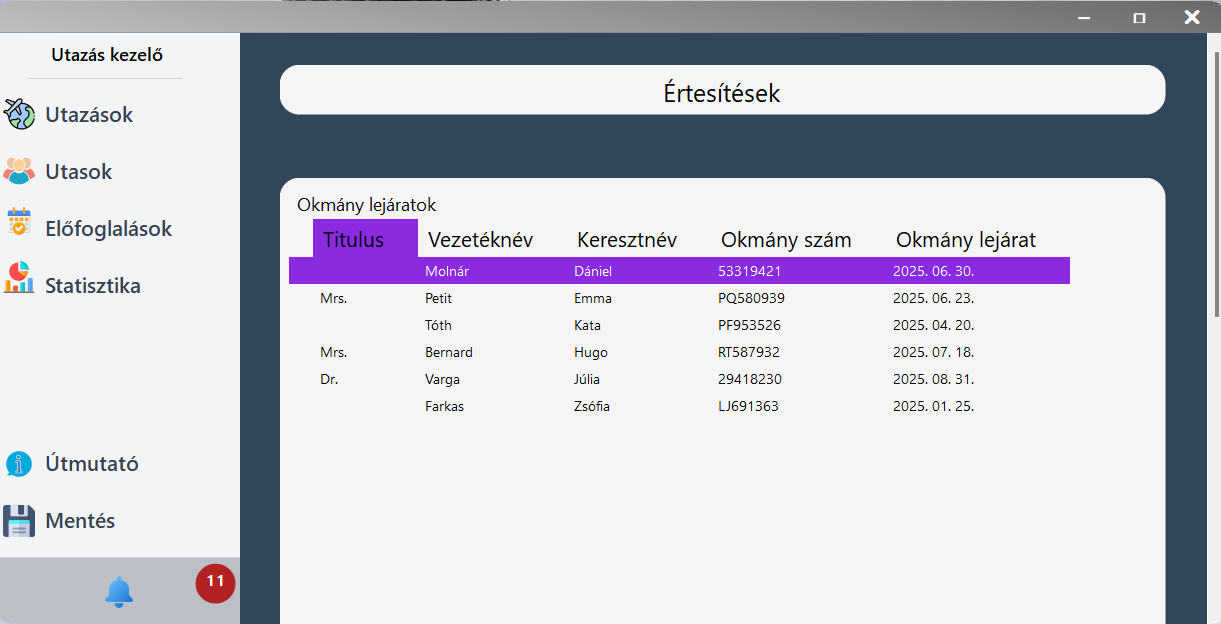 Utazás kezelő
Utazások
Utasok
Előfoglalások
Statisztika
Útmutató
Mentés
11
Értesítések
Okmány lejáratok
Titulus Vezetéknév Keresztnév Okmány szám Okmány lejárat
Molnár Dániel 53319421 2025. 06. 30.
Mrs. Petit Emma PQ580939 2025. 06. 23.
Tóth Kata PF953526 2025. 04. 20.
Mrs. Bernard Hugo RT587932 2025. 07. 18.
Dr. Varga Júlia 29418230 2025. 08. 31.
Farkas Zsófia LJ691363 2025. 01. 25.